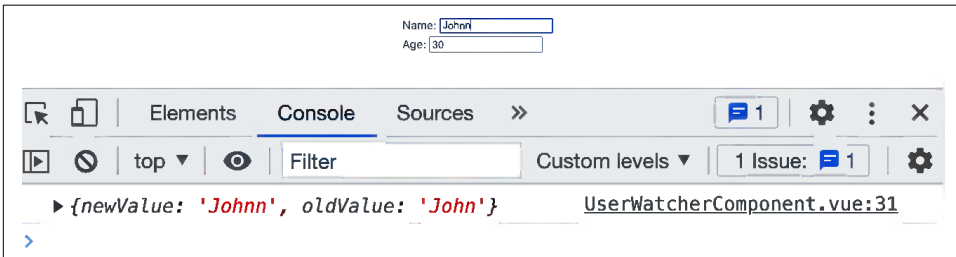 Name: Johnn
Age: 30
Elements Console Sources » 1
top ▼ Filter Custom levels ▼ 1 Issue: 1
▶ {newValue: 'Johnn', oldValue: 'John'} UserWatcherComponent.vue:31
>